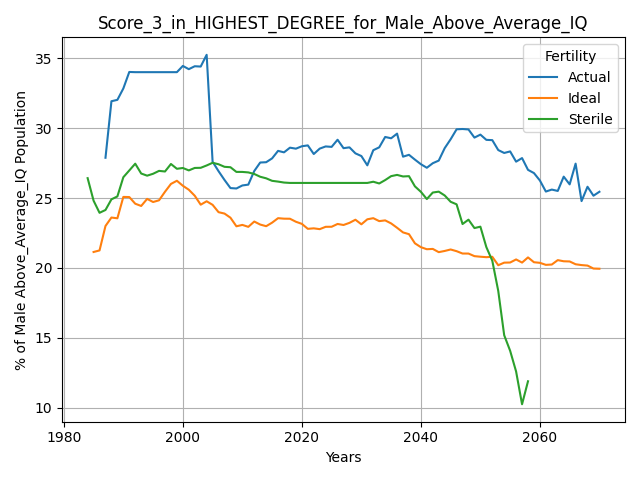 Score_3_in_HIGHEST_DEGREE_for_Male_Above_Average_IQ
% of Male Above_Average_IQ Population
35
30
25
20
15
10
Fertility
Actual
Ideal
Sterile
1980
2000
2020
2040
2060
Years